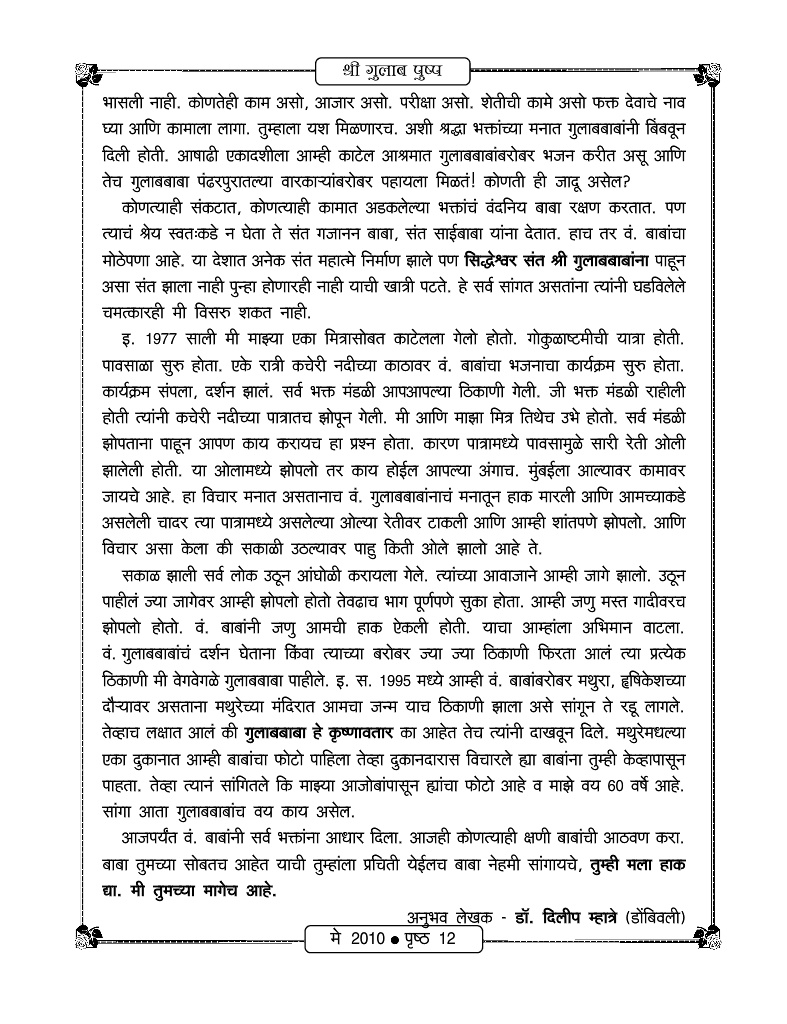 श्री गुलाब पुष्प
भासली नाही. कोणतेही काम असो, आजार असो. परीक्षा असो. शेतीची कामे असो फक्त देवाचे नाव
घ्या आणि कामाला लागा. तुम्हाला यश मिळणारच. अशी श्रद्धा भक्तांच्या मनात गुलाबबाबांनी बिंबवून
दिली होती. आषाढी एकादशीला आम्ही काटेल आश्रमात गुलाबबाबांबरोबर भजन करीत असू आणि
तेच गुलाबबाबा पंढरपुरातल्या वारकऱ्यांबरोबर पहायला मिळतं! कोणती ही जादू असेल?
कोणत्याही संकटात, कोणत्याही कामात अडकलेल्या भक्तांचं वंदनिय बाबा रक्षण करतात. पण
त्याचं श्रेय स्वतःकडे न घेता ते संत गजानन बाबा, संत साईबाबा यांना देतात. हाच तर वं. बाबांचा
मोठेपणा आहे. या देशात अनेक संत महात्मे निर्माण झाले पण सिद्धेश्वर संत श्री गुलाबबाबांना पाहून
असा संत झाला नाही पुन्हा होणारही नाही याची खात्री पटते. हे सर्व सांगत असतांना त्यांनी घडविलेले
चमत्कारही मी विसरु शकत नाही.
इ. 1977 साली मी माझ्या एका मित्रासोबत काटेलला गेलो होतो. गोकुळाष्टमीची यात्रा होती.
पावसाळा सुरु होता. एके रात्री कचेरी नदीच्या काठावर वं. बाबांचा भजनाचा कार्यक्रम सुरु होता.
कार्यक्रम संपला, दर्शन झालं. सर्व भक्त मंडळी आपआपल्या ठिकाणी गेली. जी भक्त मंडळी राहीली
होती त्यांनी कचेरी नदीच्या पात्रातच झोपून गेली. मी आणि माझा मित्र तिथेच उभे होतो. सर्व मंडळी
झोपताना पाहून आपण काय करायच हा प्रश्न होता. कारण पात्रामध्ये पावसामुळे सारी रेती ओली
झालेली होती. या ओलामध्ये झोपलो तर काय होईल आपल्या अंगाच. मुंबईला आल्यावर कामावर
जायचे आहे. हा विचार मनात असतानाच वं. गुलाबबाबांनाचं मनातून हाक मारली आणि आमच्याकडे
असलेली चादर त्या पात्रामध्ये असलेल्या ओल्या रेतीवर टाकली आणि आम्ही शांतपणे झोपलो. आणि
विचार असा केला की सकाळी उठल्यावर पाहु किती ओले झालो आहे ते.
सकाळ झाली सर्व लोक उठून आंघोळी करायला गेले. त्यांच्या आवाजाने आम्ही जागे झालो. उठून
पाहीलं ज्या जागेवर आम्ही झोपलो होतो तेवढाच भाग पूर्णपणे सुका होता. आम्ही जणु मस्त गादीवरच
झोपलो होतो. वं. बाबांनी जणु आमची हाक ऐकली होती. याचा आम्हांला अभिमान वाटला.
वं. गुलाबबाबांचं दर्शन घेताना किंवा त्याच्या बरोबर ज्या ज्या ठिकाणी फिरता आलं त्या प्रत्येक
ठिकाणी मी वेगवेगळे गुलाबबाबा पाहीले. इ. स. 1995 मध्ये आम्ही वं. बाबांबरोबर मथुरा, हृषिकेशच्या
दौऱ्यावर असताना मथुरेच्या मंदिरात आमचा जन्म याच ठिकाणी झाला असे सांगून ते रडू लागले.
तेव्हाच लक्षात आलं की गुलाबबाबा हे कृष्णावतार का आहेत तेच त्यांनी दाखवून दिले. मथुरेमधल्या
एका दुकानात आम्ही बाबांचा फोटो पाहिला तेव्हा दुकानदारास विचारले ह्या बाबांना तुम्ही केव्हापासून
पाहता. तेव्हा त्यानं सांगितले कि माझ्या आजोबांपासून ह्यांचा फोटो आहे व माझे वय 60 वर्षे आहे.
सांगा आता गुलाबबाबांच वय काय असेल.
आजपर्यंत वं. बाबांनी सर्व भक्तांना आधार दिला. आजही कोणत्याही क्षणी बाबांची आठवण करा.
बाबा तुमच्या सोबतच आहेत याची तुम्हांला प्रचिती येईलच बाबा नेहमी सांगायचे, तुम्ही मला हाक
द्या. मी तुमच्या मागेच आहे.
अनुभव लेखक - डॉ. दिलीप म्हात्रे (डोंबिवली)
मे 2010 ● पृष्ठ 12